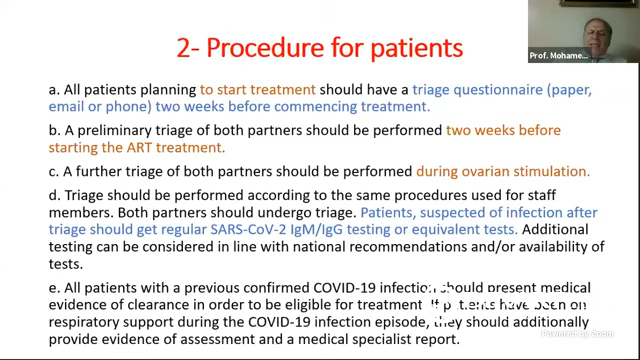 2- Procedure for patients
Prof. Mohame...
a. All patients planning to start treatment should have a triage questionnaire (paper,
email or phone) two weeks before commencing treatment.
b. A preliminary triage of both partners should be performed two weeks before
starting the ART treatment.
c. A further triage of both partners should be performed during ovarian stimulation.
d. Triage should be performed according to the same procedures used for staff
members. Both partners should undergo triage. Patients, suspected of infection after
triage should get regular SARS-CoV-2 IgM/IgG testing or equivalent tests. Additional
testing can be considered in line with national recommendations and/or availability of
tests.
e. All patients with a previous confirmed COVID-19 infection should present medical
evidence of clearance in order to be eligible for treatment If patients have been on
respiratory support during the COVID-19 infection episode, they should additionally
provide evidence of assessment and a medical specialist report.
Powered by Zoom